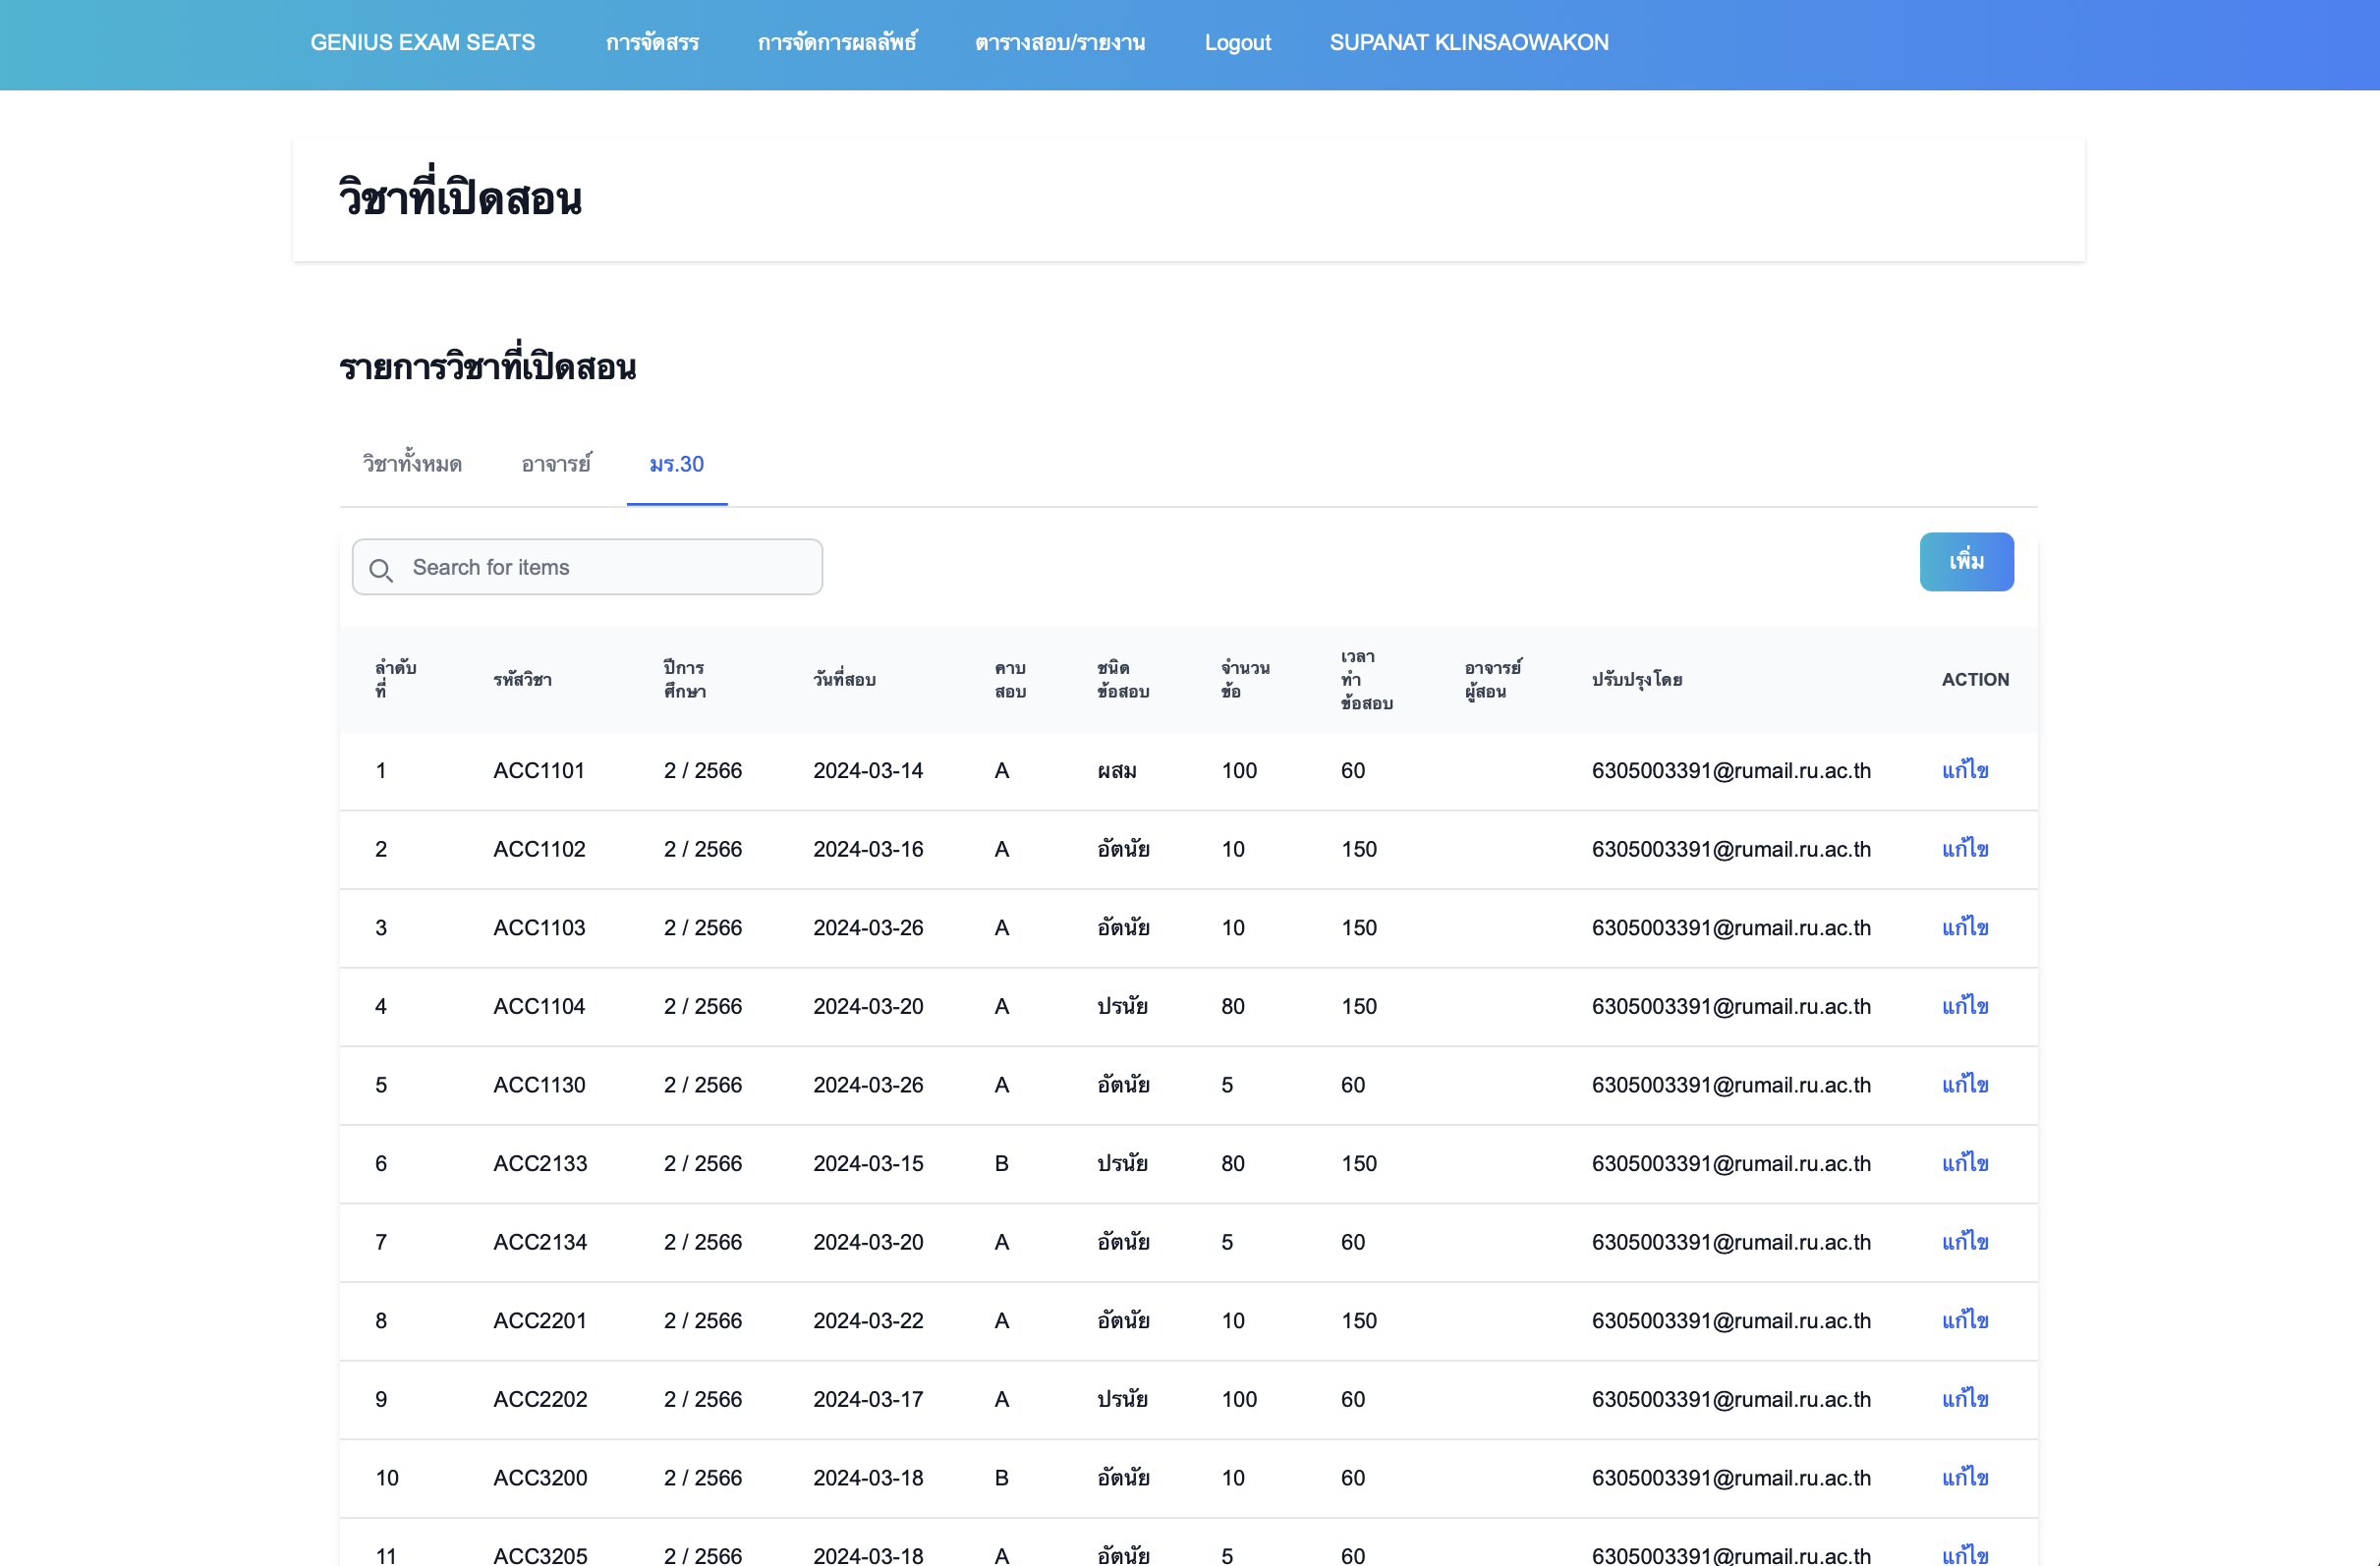 GENIUS EXAM SEATS การจัดสรร การจัดการผลลัพธ์ ตารางสอบ/รายงาน Logout SUPANAT KLINSAOWAKON
วิชาที่เปิดสอน
รายการวิชาที่เปิดสอน
วิชาทั้งหมด อาจารย์ มร.30
Search for items เพิ่ม
ลำดับที่ รหัสวิชา ปีการศึกษา วันที่สอบ คาบสอบ ชนิดข้อสอบ จำนวนข้อ เวลาทำข้อสอบ อาจารย์ผู้สอน ปรับปรุงโดย ACTION
1 ACC1101 2 / 2566 2024-03-14 A ผสม 100 60 6305003391@rumail.ru.ac.th แก้ไข
2 ACC1102 2 / 2566 2024-03-16 A อัตนัย 10 150 6305003391@rumail.ru.ac.th แก้ไข
3 ACC1103 2 / 2566 2024-03-26 A อัตนัย 10 150 6305003391@rumail.ru.ac.th แก้ไข
4 ACC1104 2 / 2566 2024-03-20 A ปรนัย 80 150 6305003391@rumail.ru.ac.th แก้ไข
5 ACC1130 2 / 2566 2024-03-26 A อัตนัย 5 60 6305003391@rumail.ru.ac.th แก้ไข
6 ACC2133 2 / 2566 2024-03-15 B ปรนัย 80 150 6305003391@rumail.ru.ac.th แก้ไข
7 ACC2134 2 / 2566 2024-03-20 A อัตนัย 5 60 6305003391@rumail.ru.ac.th แก้ไข
8 ACC2201 2 / 2566 2024-03-22 A อัตนัย 10 150 6305003391@rumail.ru.ac.th แก้ไข
9 ACC2202 2 / 2566 2024-03-17 A ปรนัย 100 60 6305003391@rumail.ru.ac.th แก้ไข
10 ACC3200 2 / 2566 2024-03-18 B อัตนัย 10 60 6305003391@rumail.ru.ac.th แก้ไข
11 ACC3205 2 / 2566 2024-03-18 A อัตนัย 5 60 6305003391@rumail.ru.ac.th แก้ไข